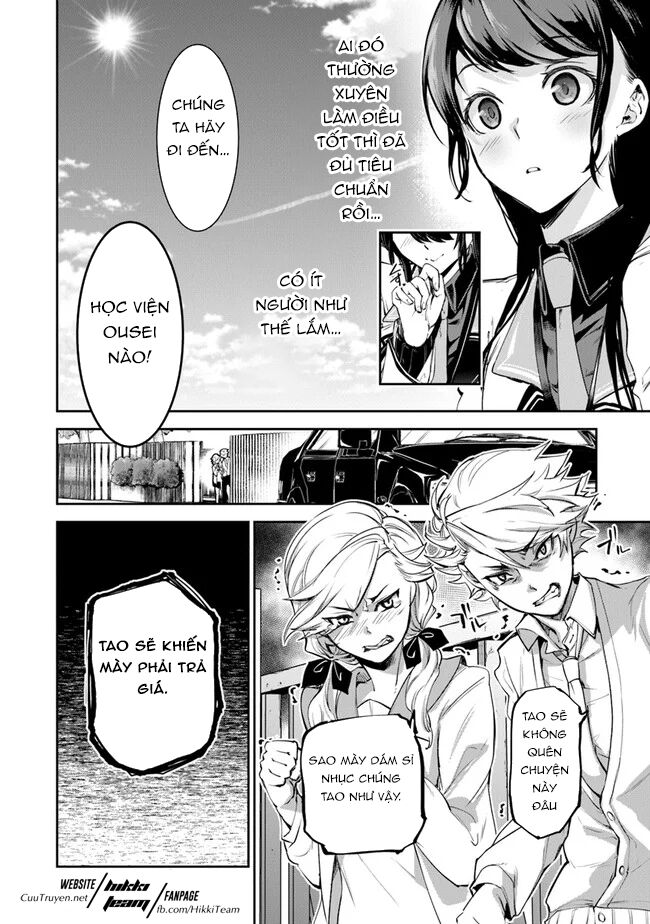 AI ĐÓ
THƯỜNG
XUYÊN
LÀM ĐIỀU
TỐT THÌ ĐÃ
ĐỦ TIÊU
CHUẨN
RỒI...
CHÚNG
TA HÃY
ĐI ĐẾN...
CÓ ÍT
NGƯỜI NHƯ
THẾ LẮM...
HỌC VIỆN
OUSEI
NÀO!
TAO SẼ
KHÔNG
QUÊN
CHUYỆN
NÀY
ĐÂU
SAO MÀY DÁM SỈ
NHỤC CHÚNG
TAO NHƯ VẬY.
TAO SẼ KHIẾN
MÀY PHẢI TRẢ
GIÁ.
WEBSITE
CuuTruyen.net
HIKKI
TEAM
FANPAGE
fb.com/HikkiTeam